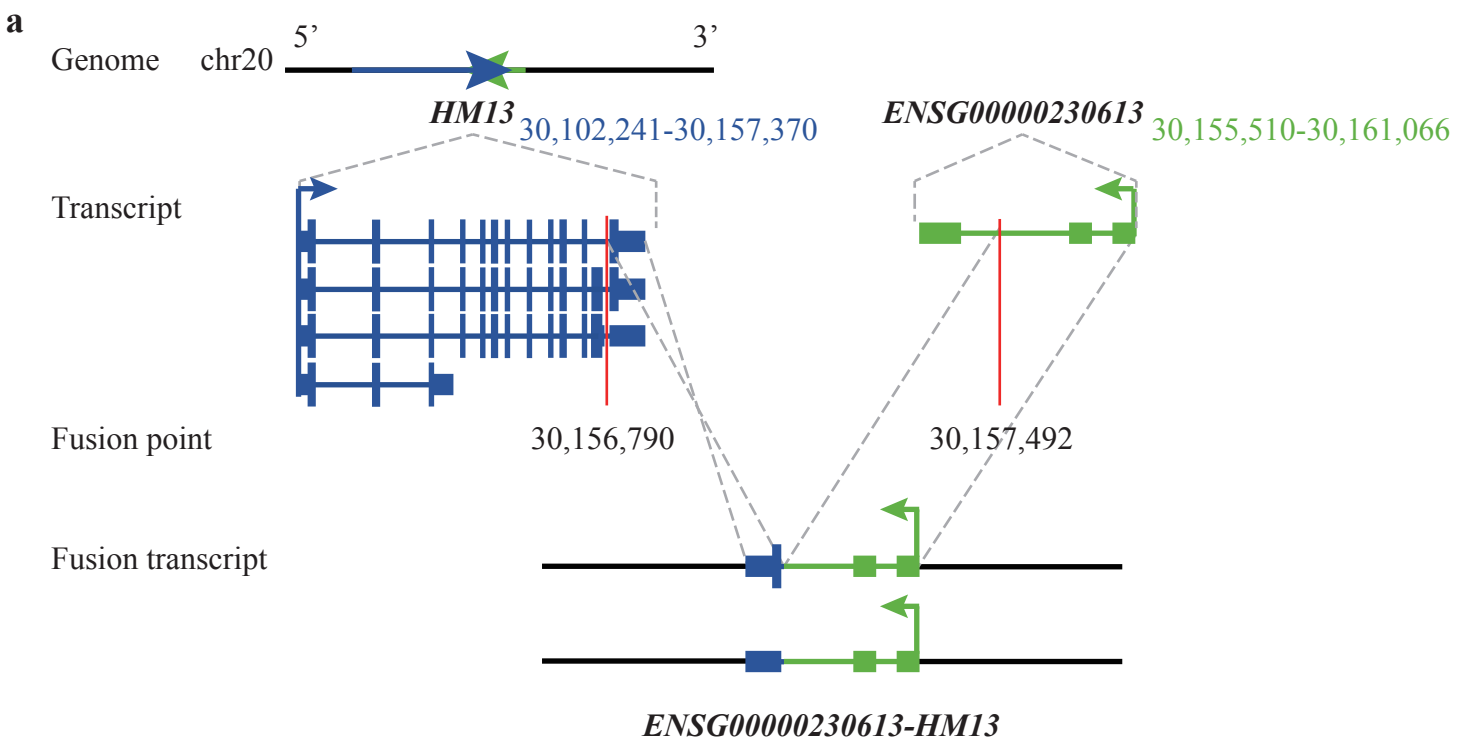 a
5’ 3’
Genome chr20
HM13 30,102,241-30,157,370 ENSG00000230613 30,155,510-30,161,066
Transcript
Fusion point 30,156,790 30,157,492
Fusion transcript
ENSG00000230613-HM13